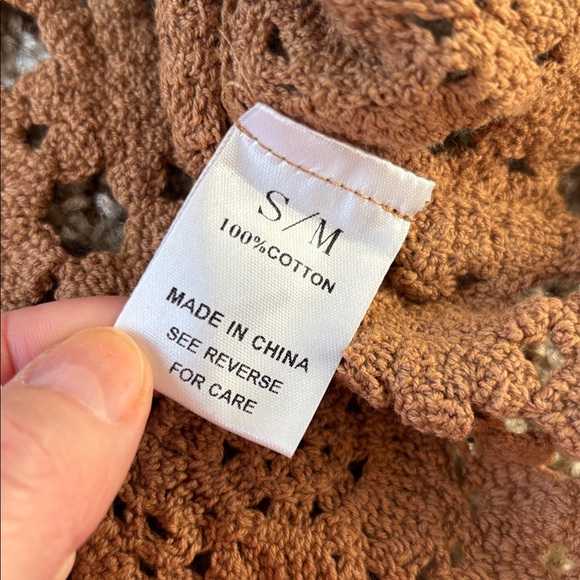 S/M
100%COTTON
MADE IN CHINA
SEE REVERSE
FOR CARE